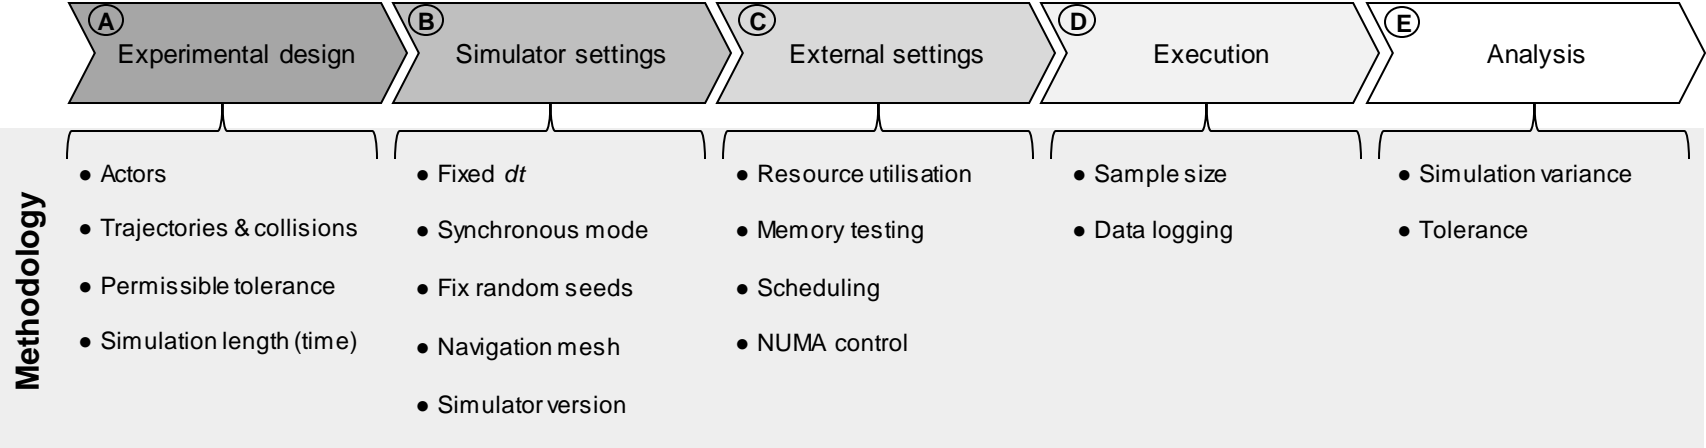 A
Experimental design
B
Simulator settings
C
External settings
D
Execution
E
Analysis
Methodology
● Actors
● Trajectories & collisions
● Permissible tolerance
● Simulation length (time)
● Fixed dt
● Synchronous mode
● Fix random seeds
● Navigation mesh
● Simulator version
● Resource utilisation
● Memory testing
● Scheduling
● NUMA control
● Sample size
● Data logging
● Simulation variance
● Tolerance